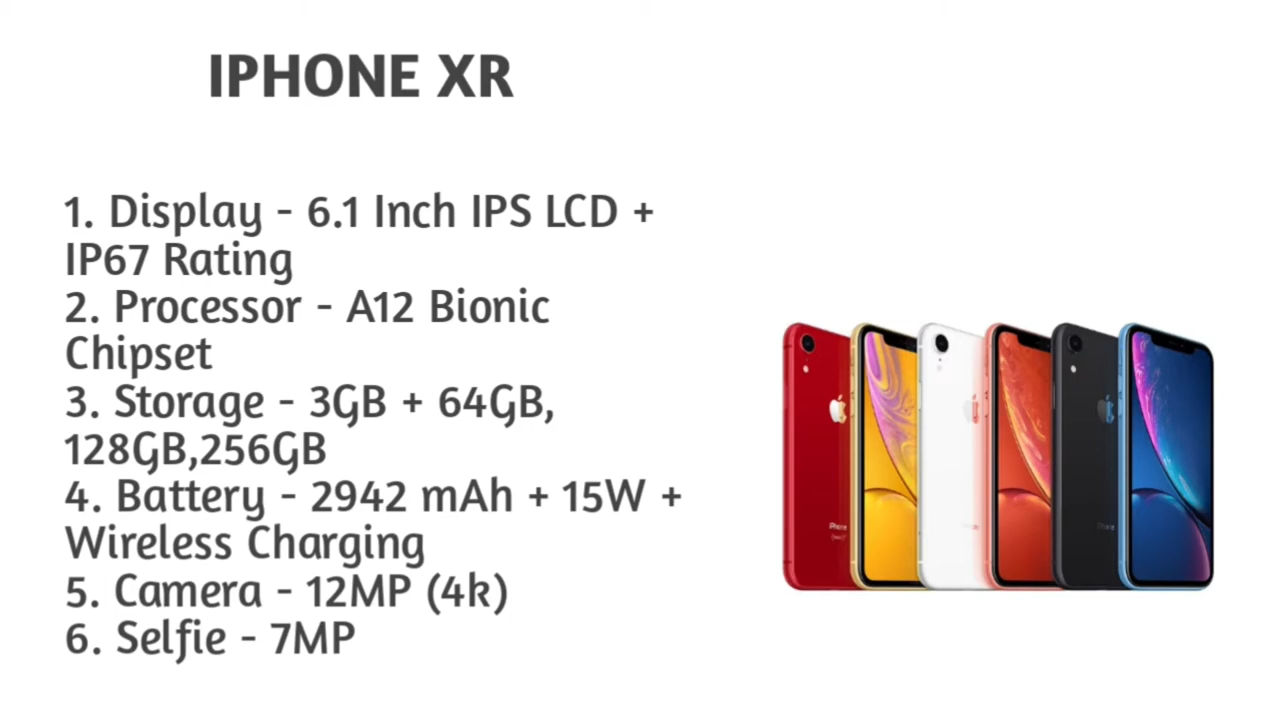 IPHONE XR
1. Display - 6.1 Inch IPS LCD +
IP67 Rating
2. Processor - A12 Bionic
Chipset
3. Storage - 3GB + 64GB,
128GB,256GB
4. Battery - 2942 mAh + 15W +
Wireless Charging
5. Camera - 12MP (4k)
6. Selfie - 7MP
iPhone